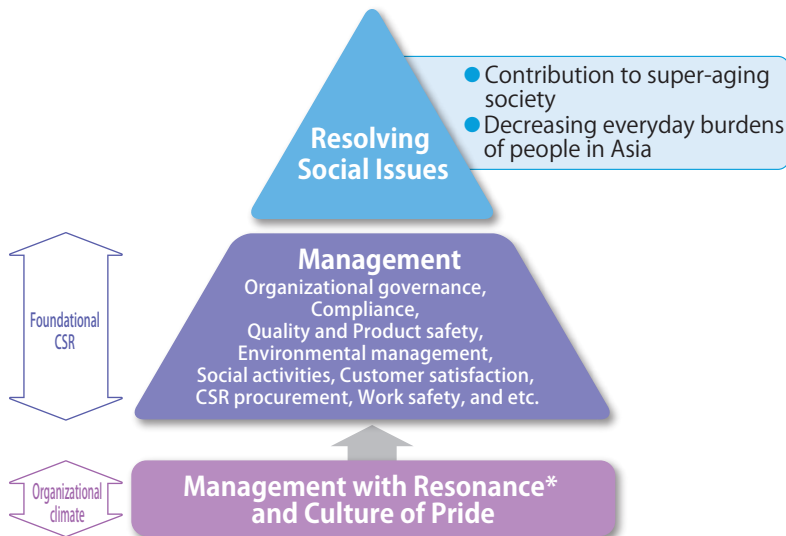 Resolving
Social Issues
● Contribution to super-aging
society
● Decreasing everyday burdens
of people in Asia
Foundational
CSR
Management
Organizational governance,
Compliance,
Quality and Product safety,
Environmental management,
Social activities, Customer satisfaction,
CSR procurement, Work safety, and etc.
Organizational
climate
Management with Resonance*
and Culture of Pride